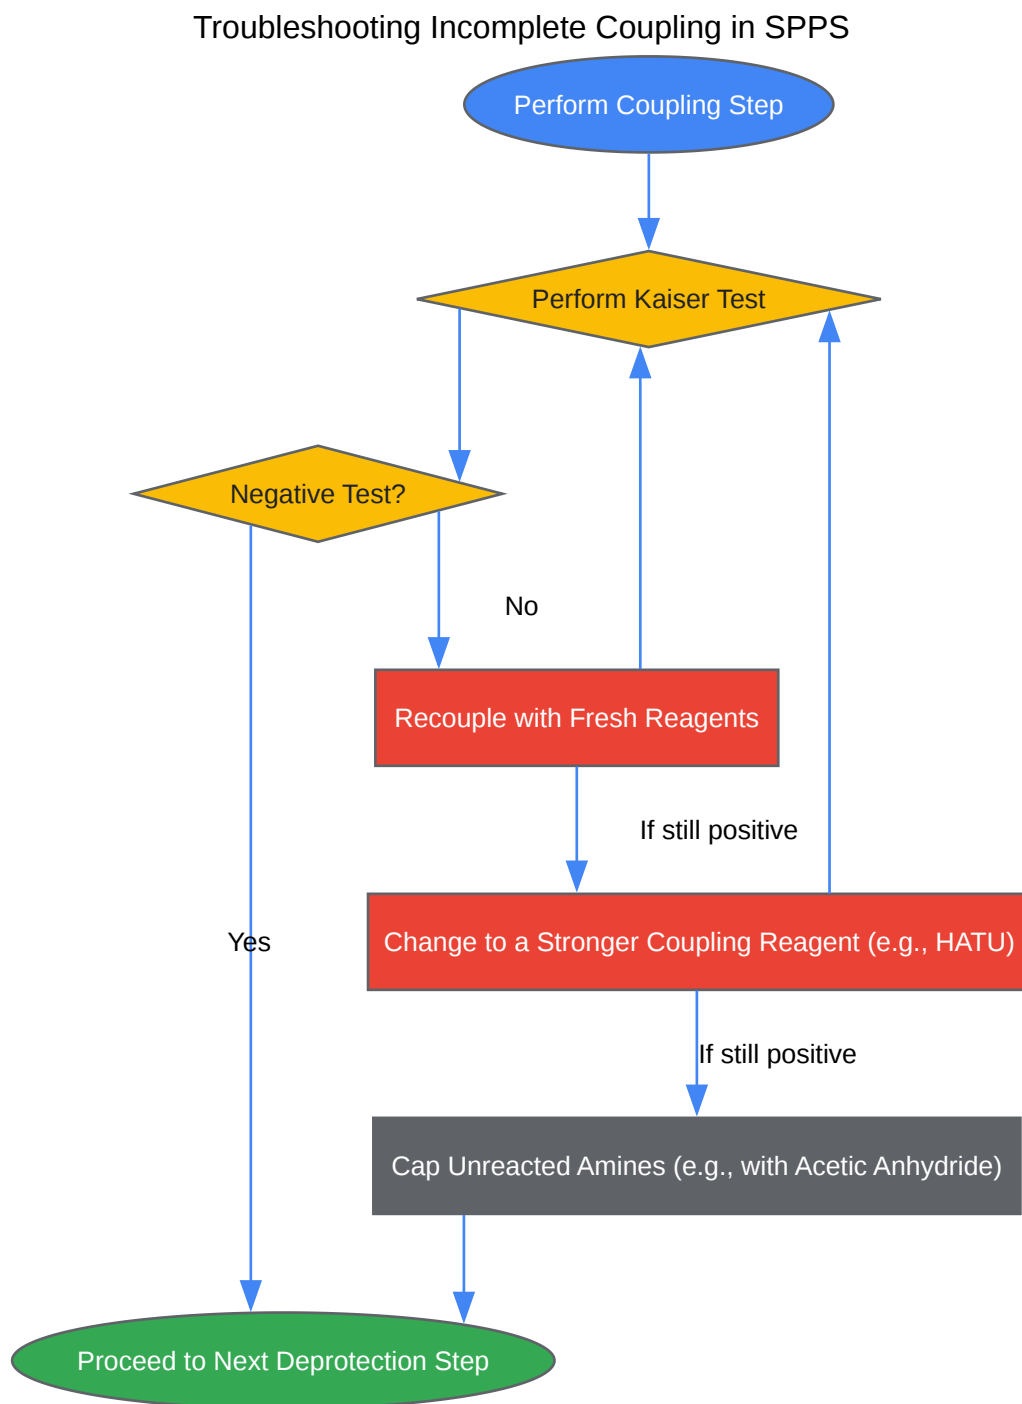 Troubleshooting Incomplete Coupling in SPPS
Perform Coupling Step
Perform Kaiser Test
Negative Test?
No
Recouple with Fresh Reagents
If still positive
Yes
Change to a Stronger Coupling Reagent (e.g., HATU)
If still positive
Cap Unreacted Amines (e.g., with Acetic Anhydride)
Proceed to Next Deprotection Step